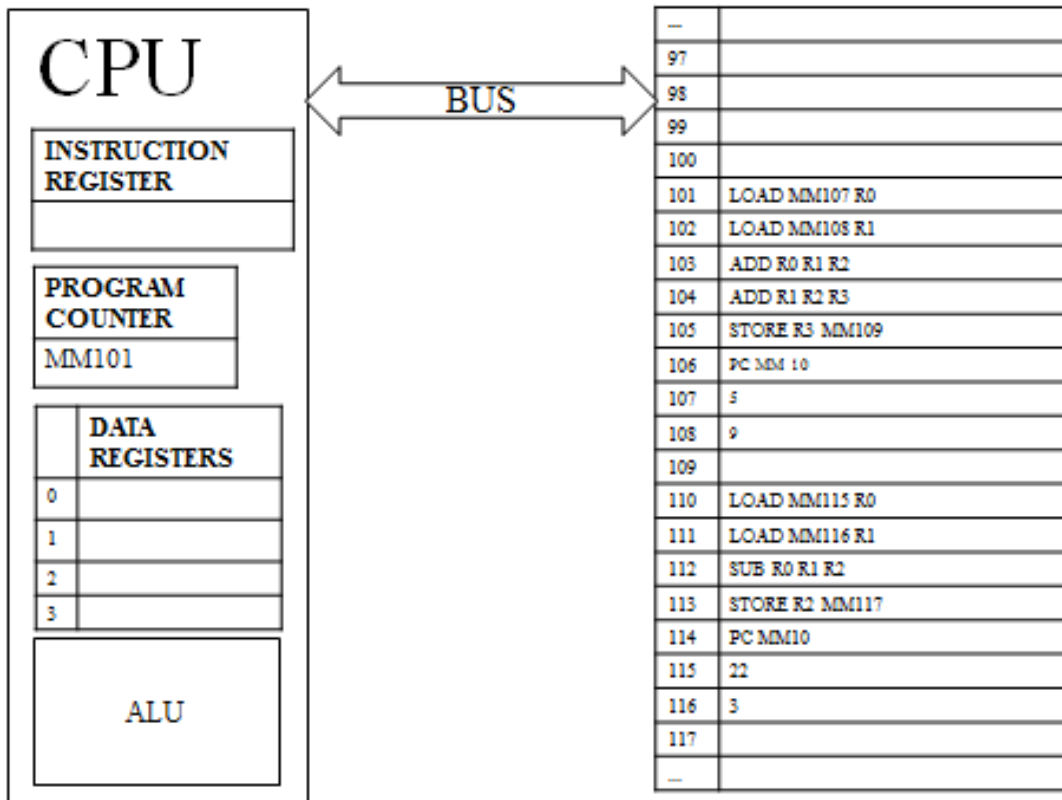 CPU
INSTRUCTION
REGISTER
PROGRAM
COUNTER
MM101
DATA
REGISTERS
0
1
2
3
ALU
BUS
...
97
98
99
100
101 LOAD MM107 R0
102 LOAD MM108 R1
103 ADD R0 R1 R2
104 ADD R1 R2 R3
105 STORE R3 MM109
106 PC MM 10
107 5
108 9
109
110 LOAD MM115 R0
111 LOAD MM116 R1
112 SUB R0 R1 R2
113 STORE R2 MM117
114 PC MM10
115 22
116 3
117
...